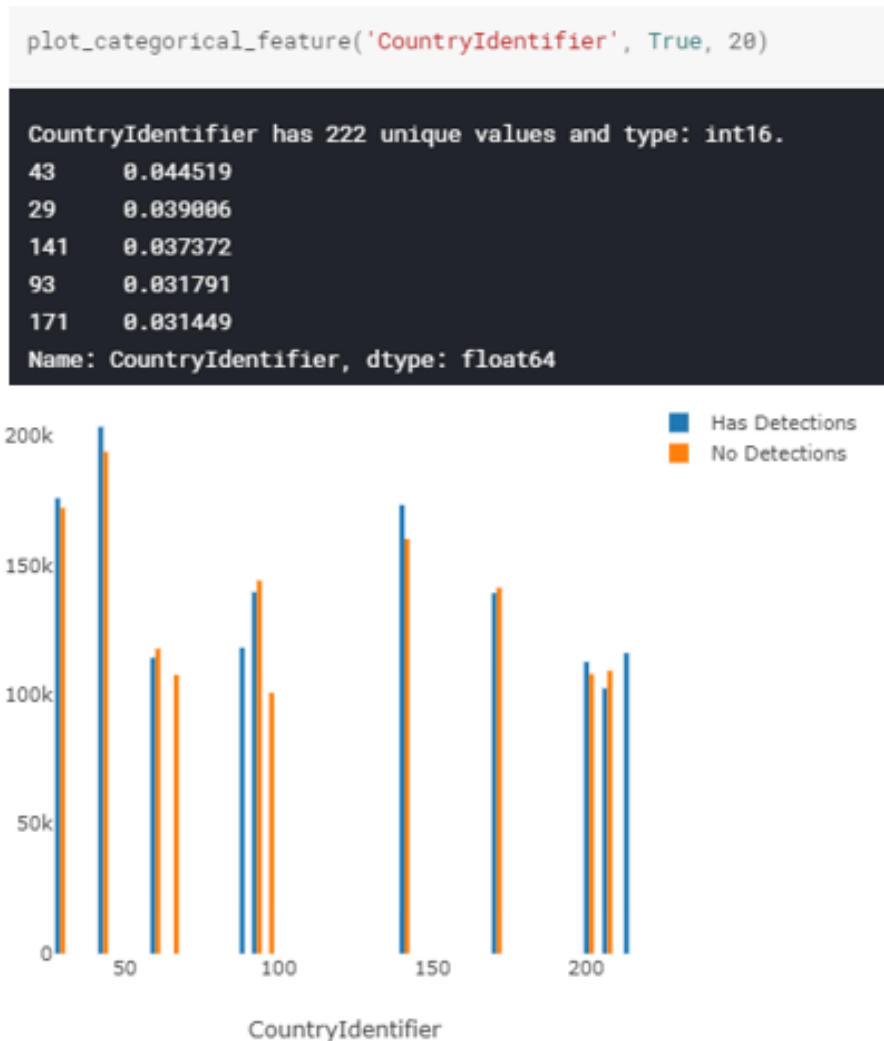 plot_categorical_feature('CountryIdentifier', True, 20)
CountryIdentifier has 222 unique values and type: int16.
43 0.044519
29 0.039006
141 0.037372
93 0.031791
171 0.031449
Name: CountryIdentifier, dtype: float64
Has Detections
No Detections
200k
150k
100k
50k
0
50 100 150 200
CountryIdentifier